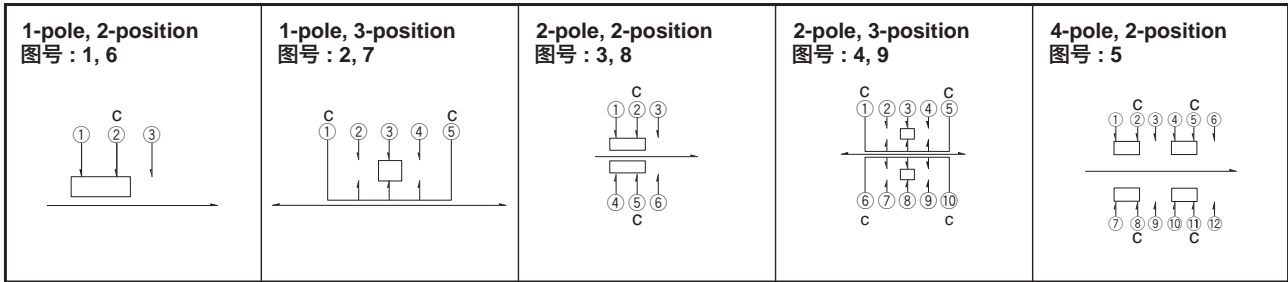 1-pole, 2-position
图号 : 1, 6
C
① ② ③
1-pole, 3-position
图号 : 2, 7
C C
① ② ③ ④ ⑤
2-pole, 2-position
图号 : 3, 8
C
① ② ③
④ ⑤ ⑥
C
2-pole, 3-position
图号 : 4, 9
C C
① ② ③ ④ ⑤
⑥ ⑦ ⑧ ⑨ ⑩
C C
4-pole, 2-position
图号 : 5
C C
① ② ③ ④ ⑤ ⑥
⑦ ⑧ ⑨ ⑩ ⑪ ⑫
C C